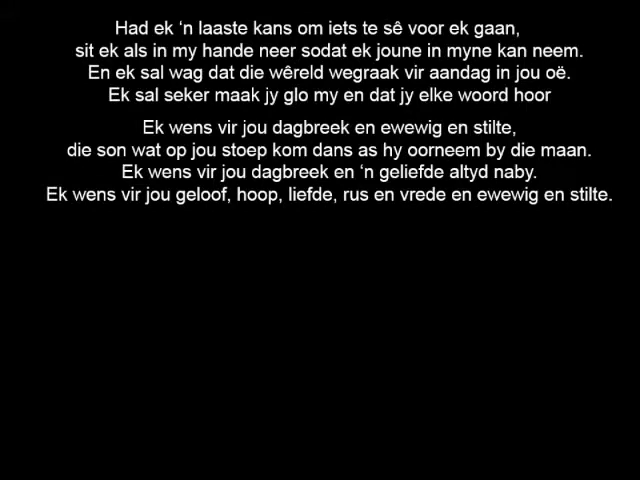 Had ek ‘n laaste kans om iets te sê voor ek gaan,
sit ek als in my hande neer sodat ek joune in myne kan neem.
En ek sal wag dat die wêreld wegraak vir aandag in jou oë.
Ek sal seker maak jy glo my en dat jy elke woord hoor
Ek wens vir jou dagbreek en ewewig en stilte,
die son wat op jou stoep kom dans as hy oorneem by die maan.
Ek wens vir jou dagbreek en ‘n geliefde altyd naby.
Ek wens vir jou geloof, hoop, liefde, rus en vrede en ewewig en stilte.